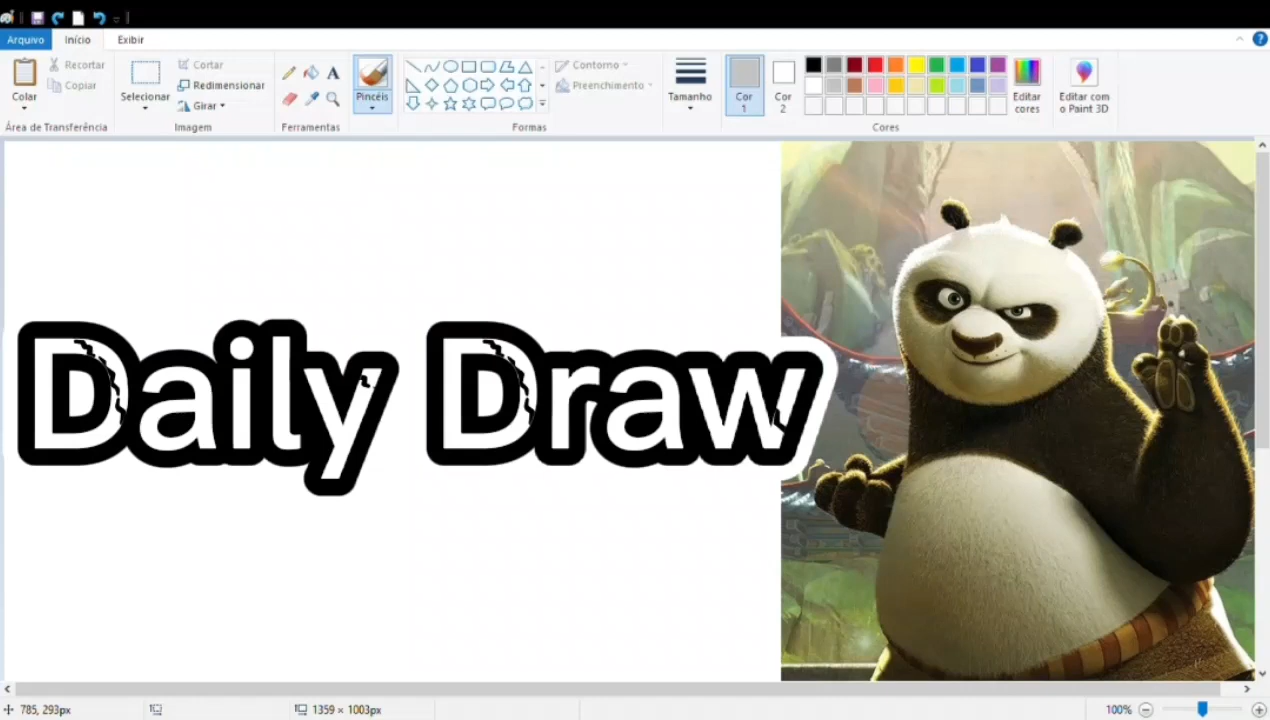 Arquivo Início Exibir
Colar Recortar Copiar
Área de Transferência
Selecionar Cortar Redimensionar Girar
Imagem
A
Ferramentas
Pincéis
Formas
Contorno
Preenchimento
Tamanho
Cor 1
Cor 2
Editar cores
Cores
Editar com o Paint 3D
Daily Draw
785, 293px
1359 × 1003px
100%